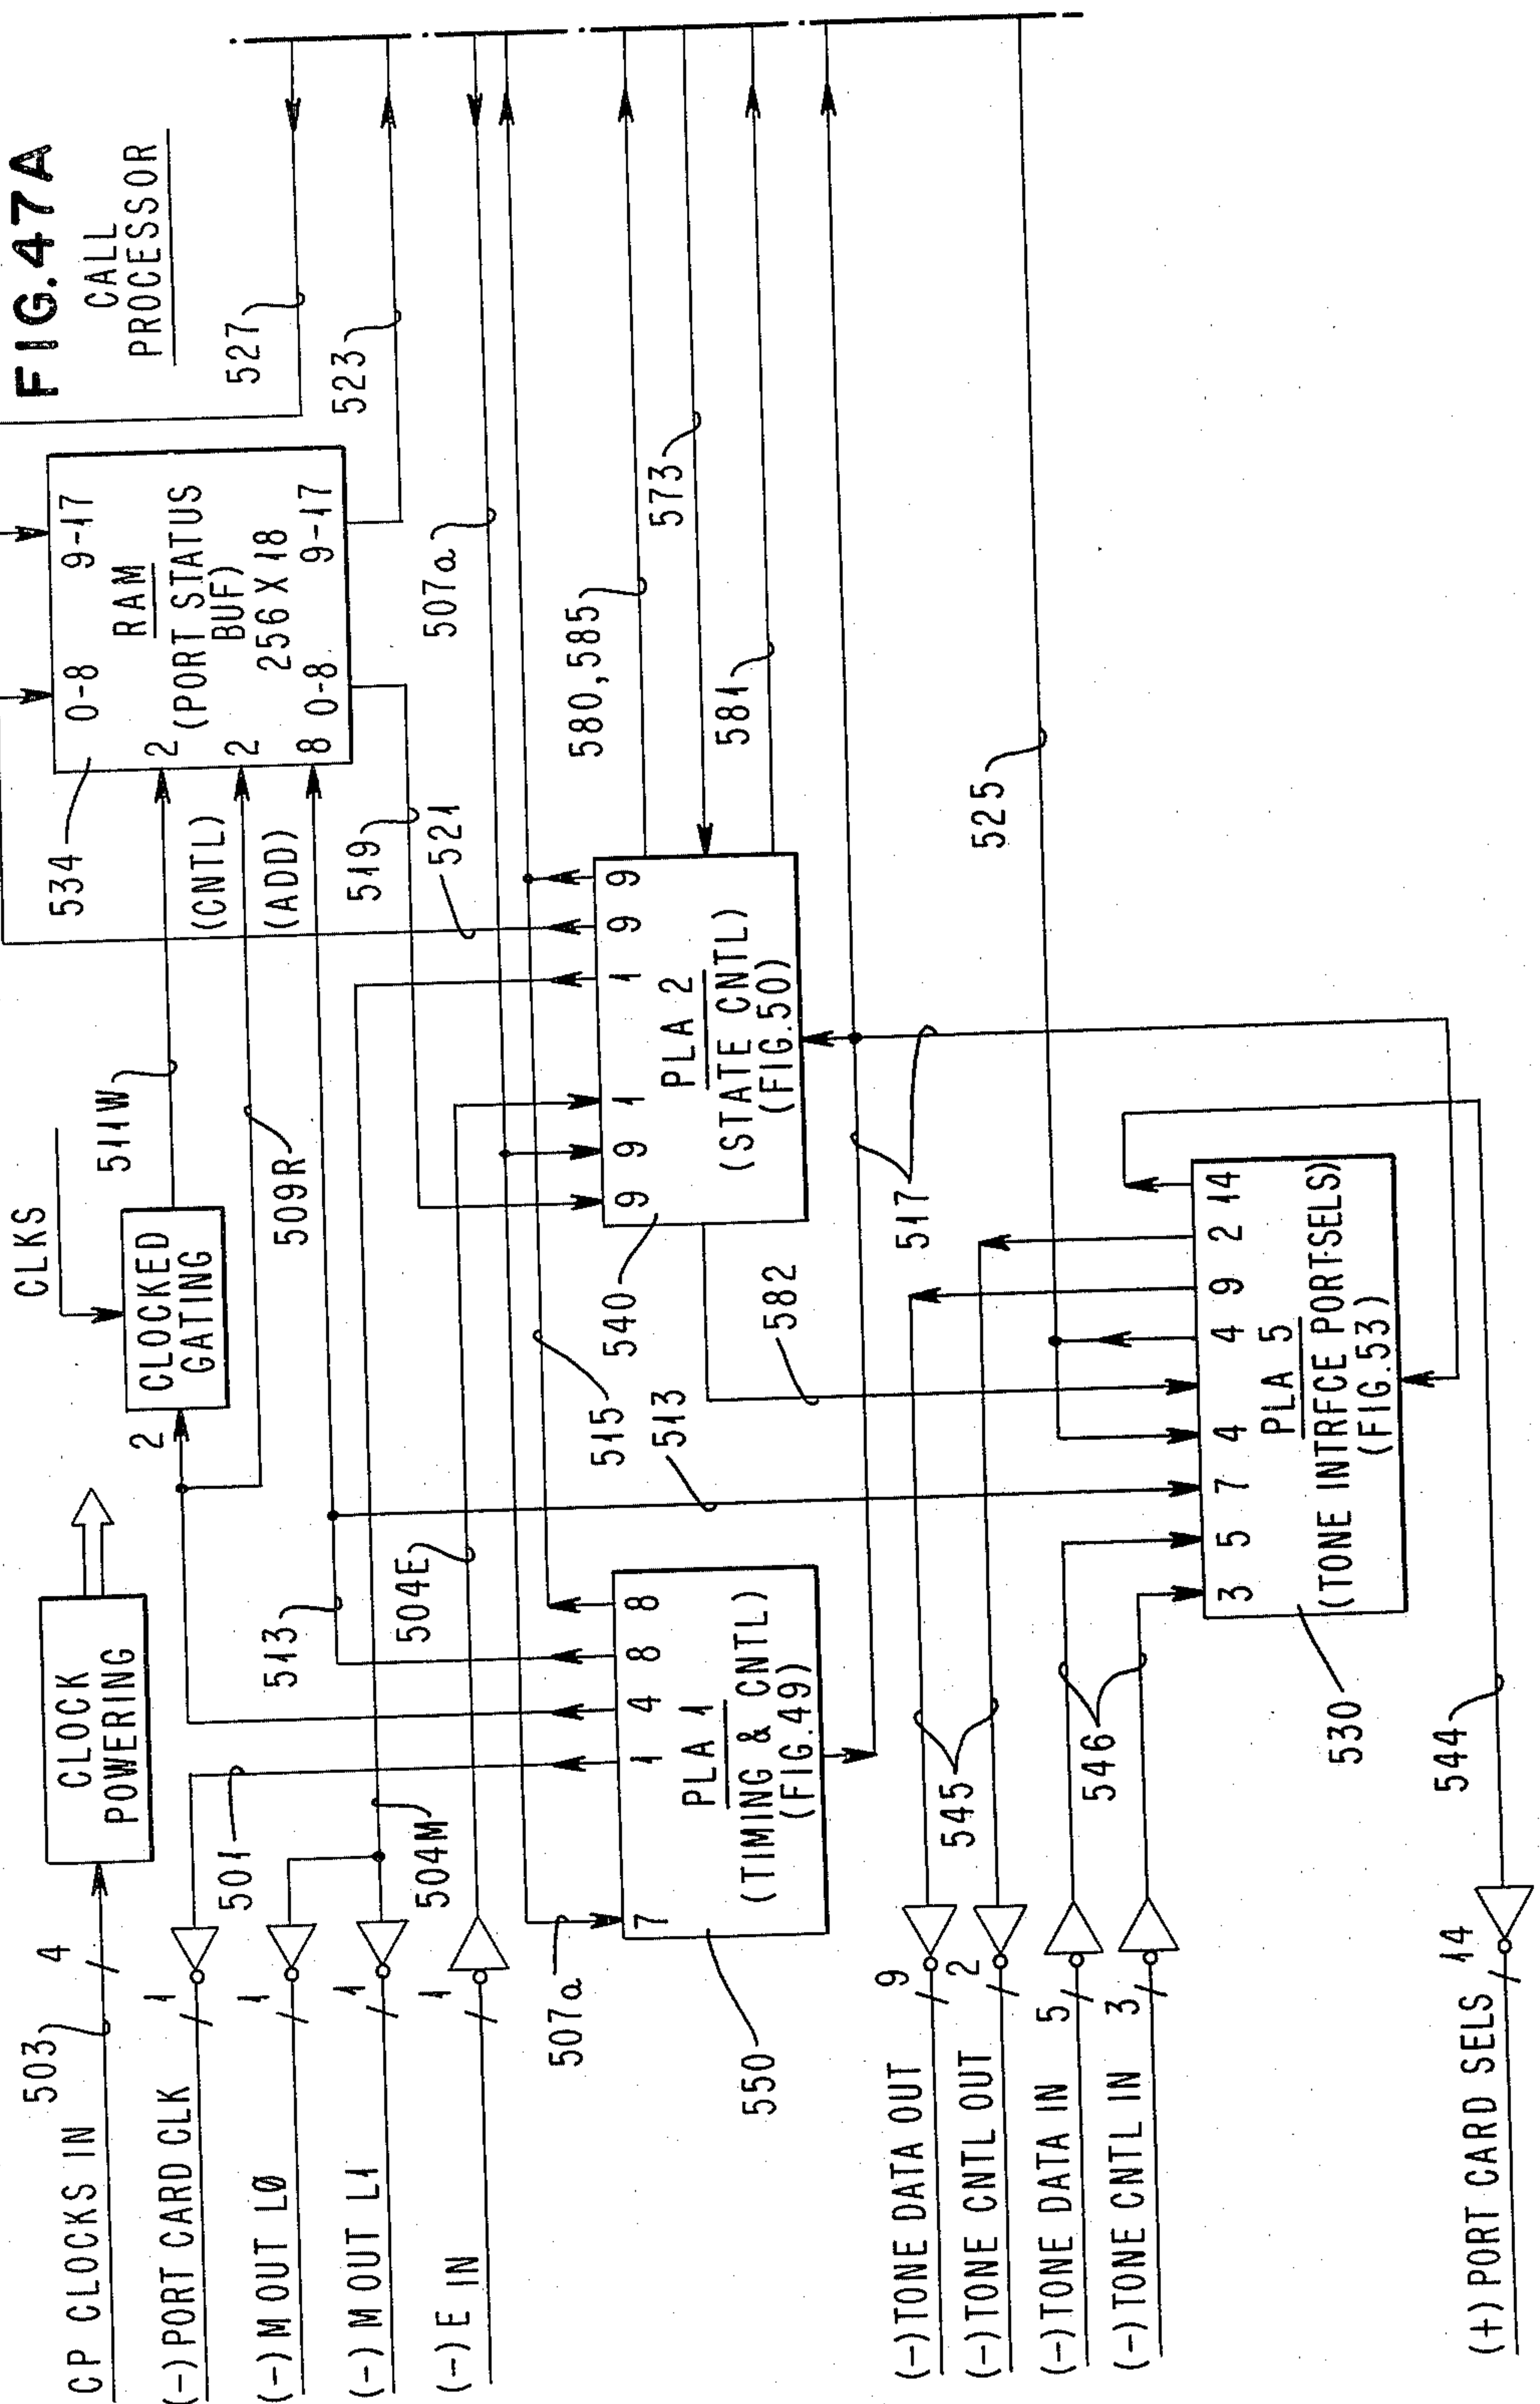 FIG.47A
CALL
PROCESSOR
CP CLOCKS IN
503
4
CLOCK
POWERING
CLKS
2
CLOCKED
GATING
511W
(CNTL)
(ADD)
509R
534
RAM
(PORT STATUS
BUF)
256 X 18
0-8
9-17
2
2
8
0-8
9-17
527
523
519
521
507a
(-)PORT CARD CLK
1
501
(-)M OUT LØ
1
(-)M OUT L1
1
504M
(-)E IN
1
504E
513
507a
550
7
1
4
8
8
PLA 1
(TIMING & CNTL)
(FIG.49)
515
513
540
9
9
1
1
9
9
PLA 2
(STATE CNTL)
(FIG.50)
580,585
573
581
582
517
525
(-)TONE DATA OUT
9
(-)TONE CNTL OUT
2
545
(-)TONE DATA IN
5
(-)TONE CNTL IN
3
546
530
3
5
7
4
4
9
2
14
PLA 5
(TONE INTRFCE PORT-SELS)
(FIG.53)
544
(+)PORT CARD SELS
14